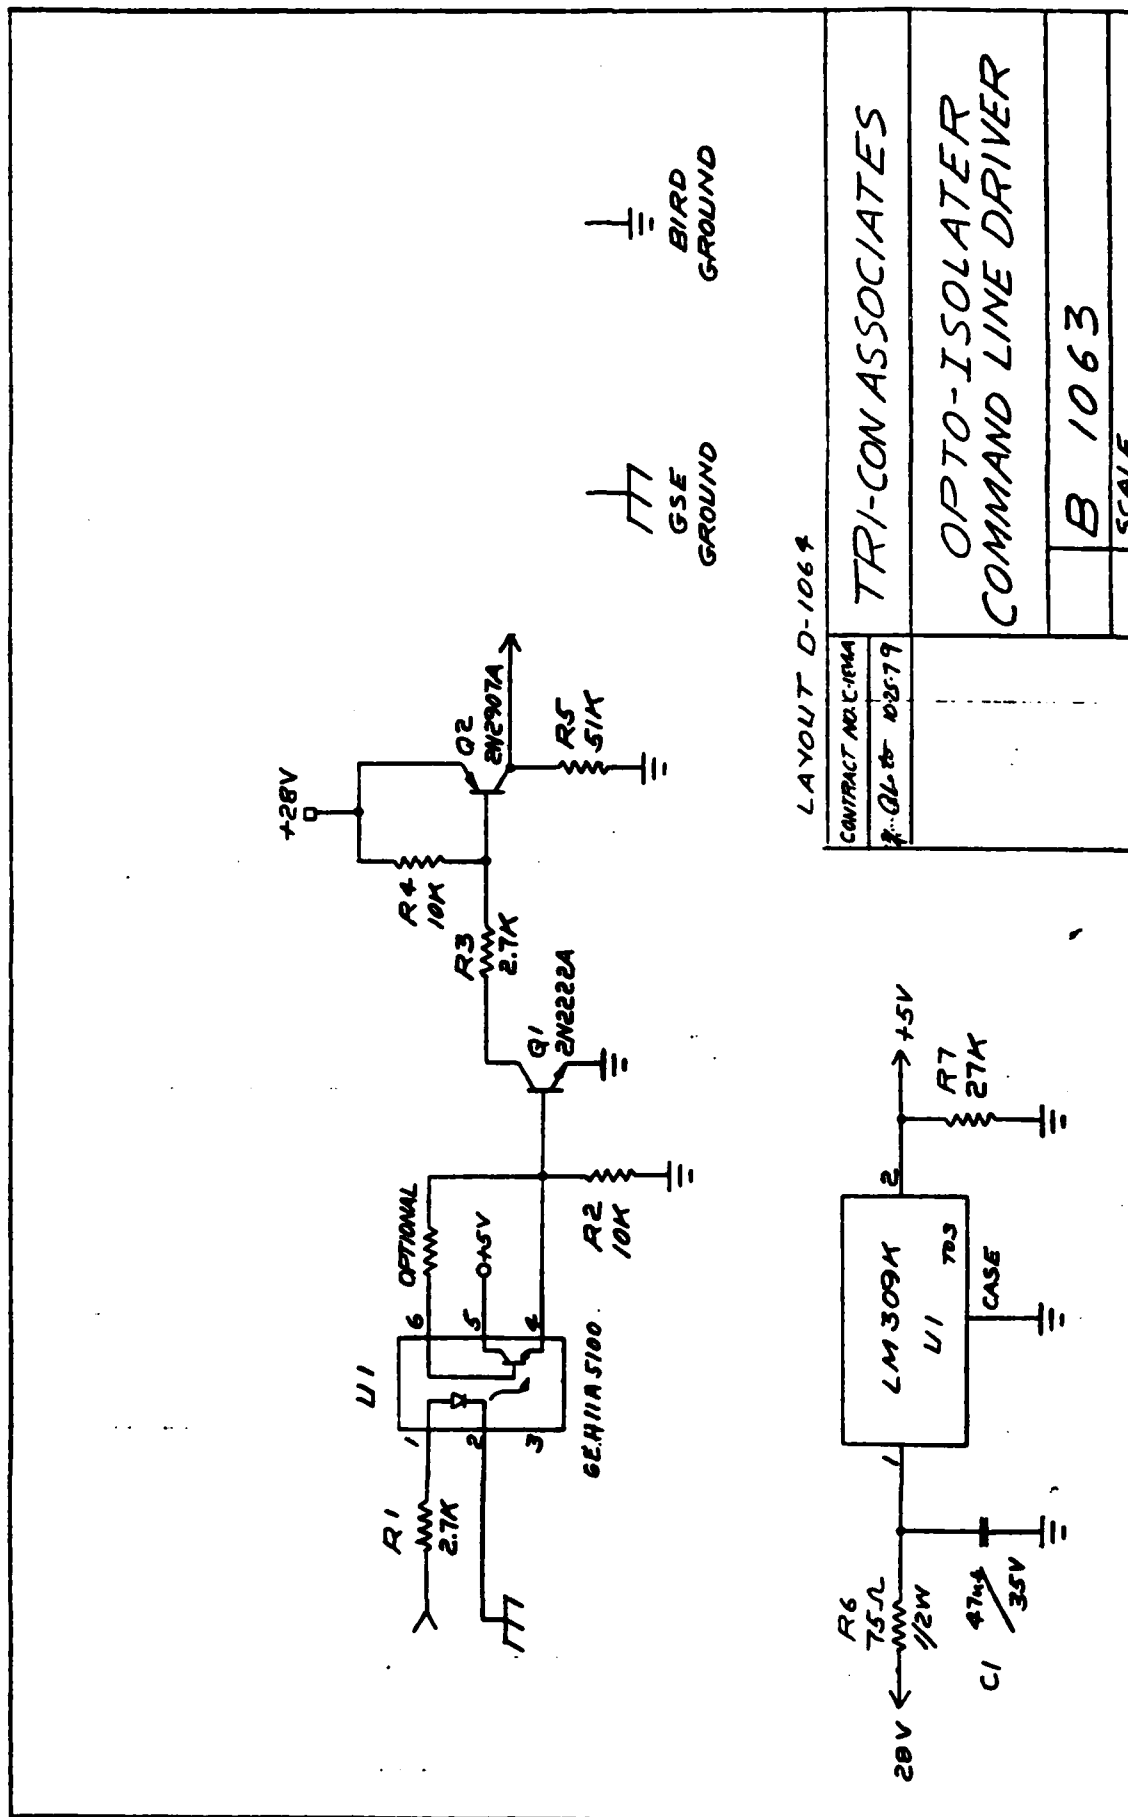 +28V
U1
R1
2.7K
1
2
3
6
5
4
OPTIONAL
+5V
GE.H11A5100
R2
10K
Q1
2N2222A
R3
2.7K
R4
10K
Q2
2N2907A
R5
51K
GSE
GROUND
BIRD
GROUND
28V
R6
75Ω
1/2W
C1
35V
1
LM309K
U1
TO3
CASE
2
+5V
R7
27K
LAYOUT D-1064
CONTRACT NO.
10-25-79
TRI-CON ASSOCIATES
OPTO-ISOLATER
COMMAND LINE DRIVER
B 1063
SCALE